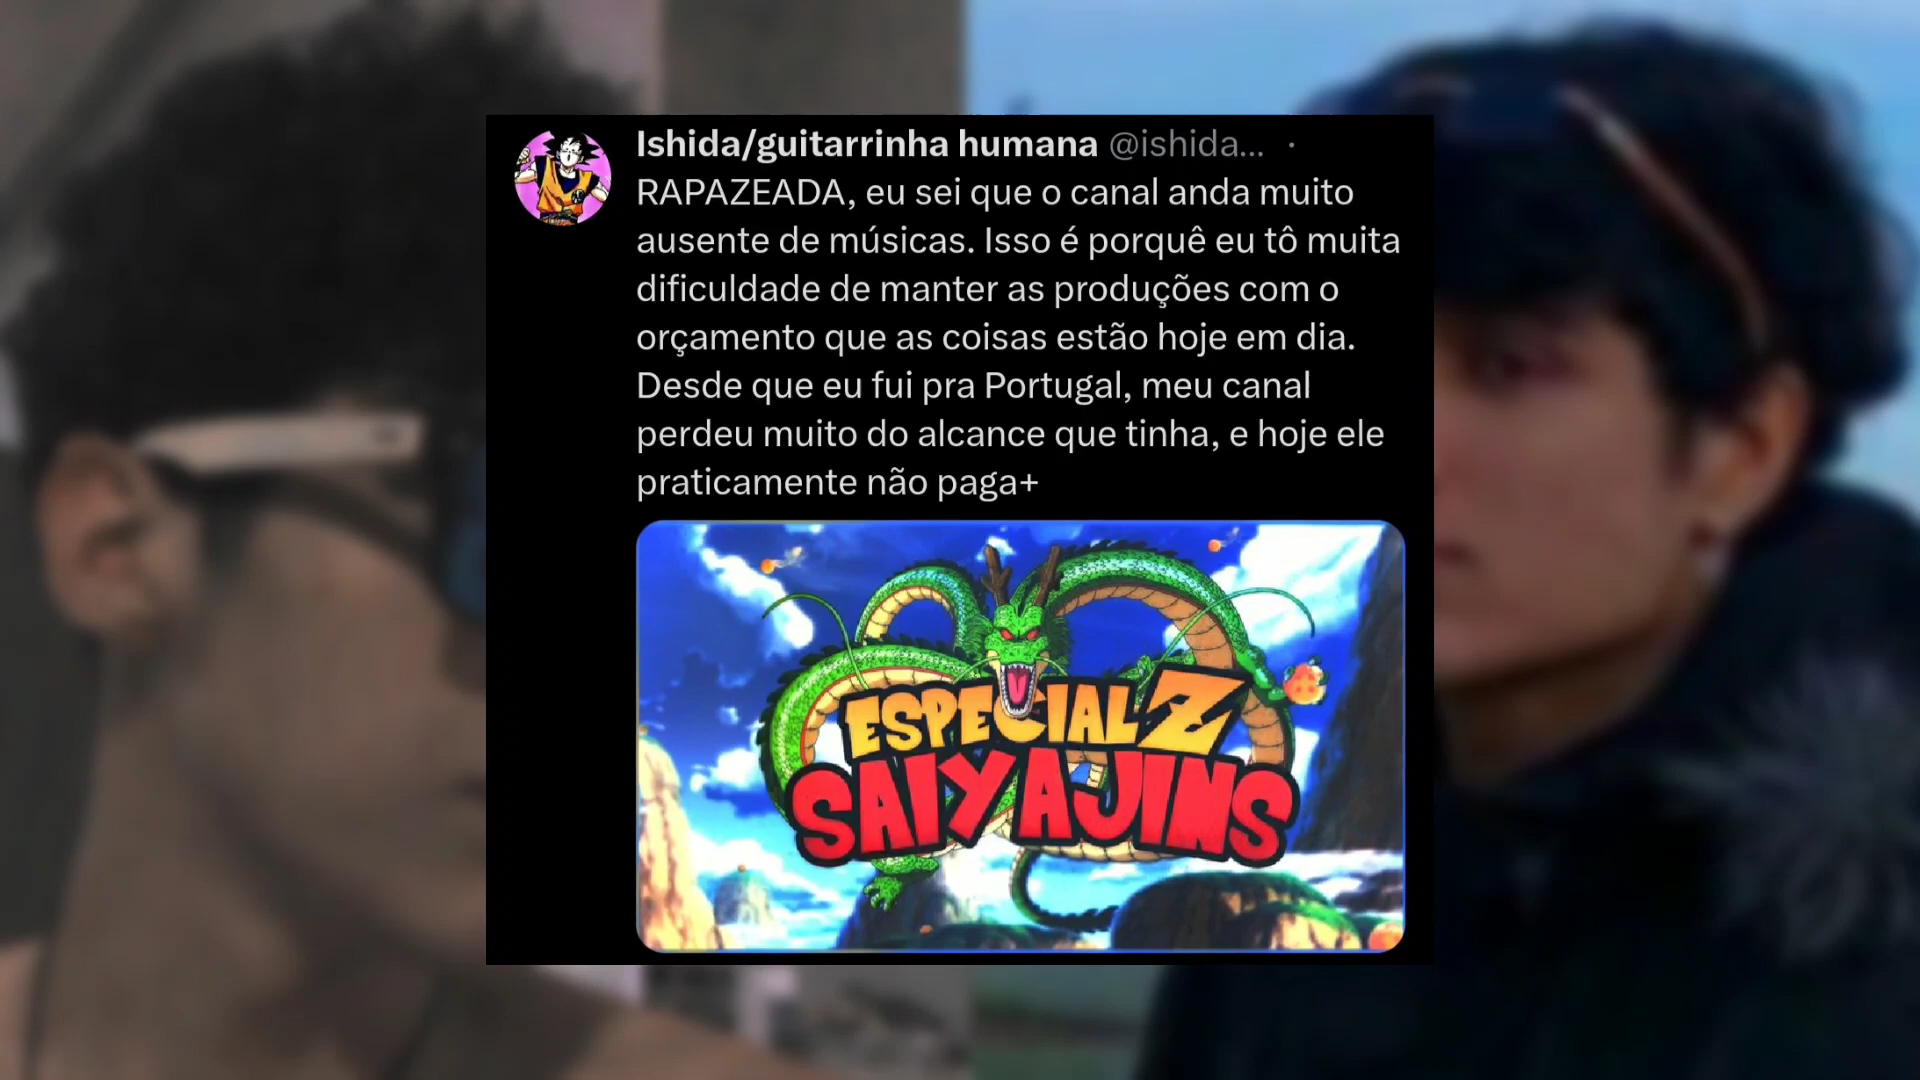 Ishida/guitarrinha humana @ishida... ·
RAPAZEADA, eu sei que o canal anda muito
ausente de músicas. Isso é porquê eu tô muita
dificuldade de manter as produções com o
orçamento que as coisas estão hoje em dia.
Desde que eu fui pra Portugal, meu canal
perdeu muito do alcance que tinha, e hoje ele
praticamente não paga+
ESPECIAL Z
SAIYAJINS